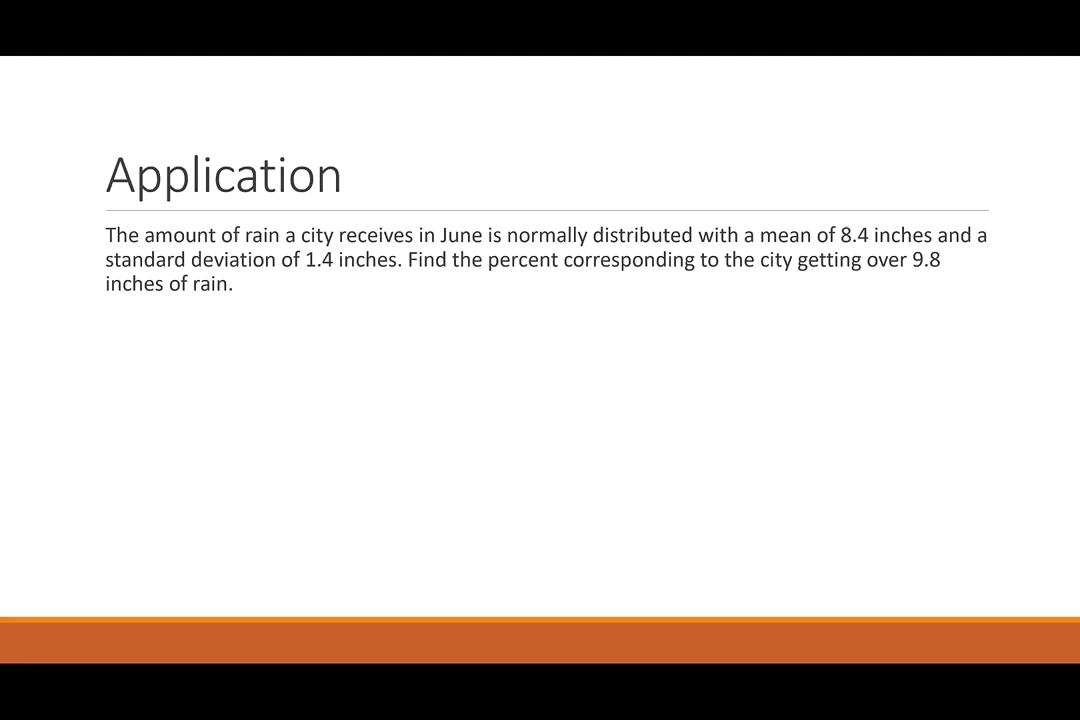 Application
The amount of rain a city receives in June is normally distributed with a mean of 8.4 inches and a
standard deviation of 1.4 inches. Find the percent corresponding to the city getting over 9.8
inches of rain.